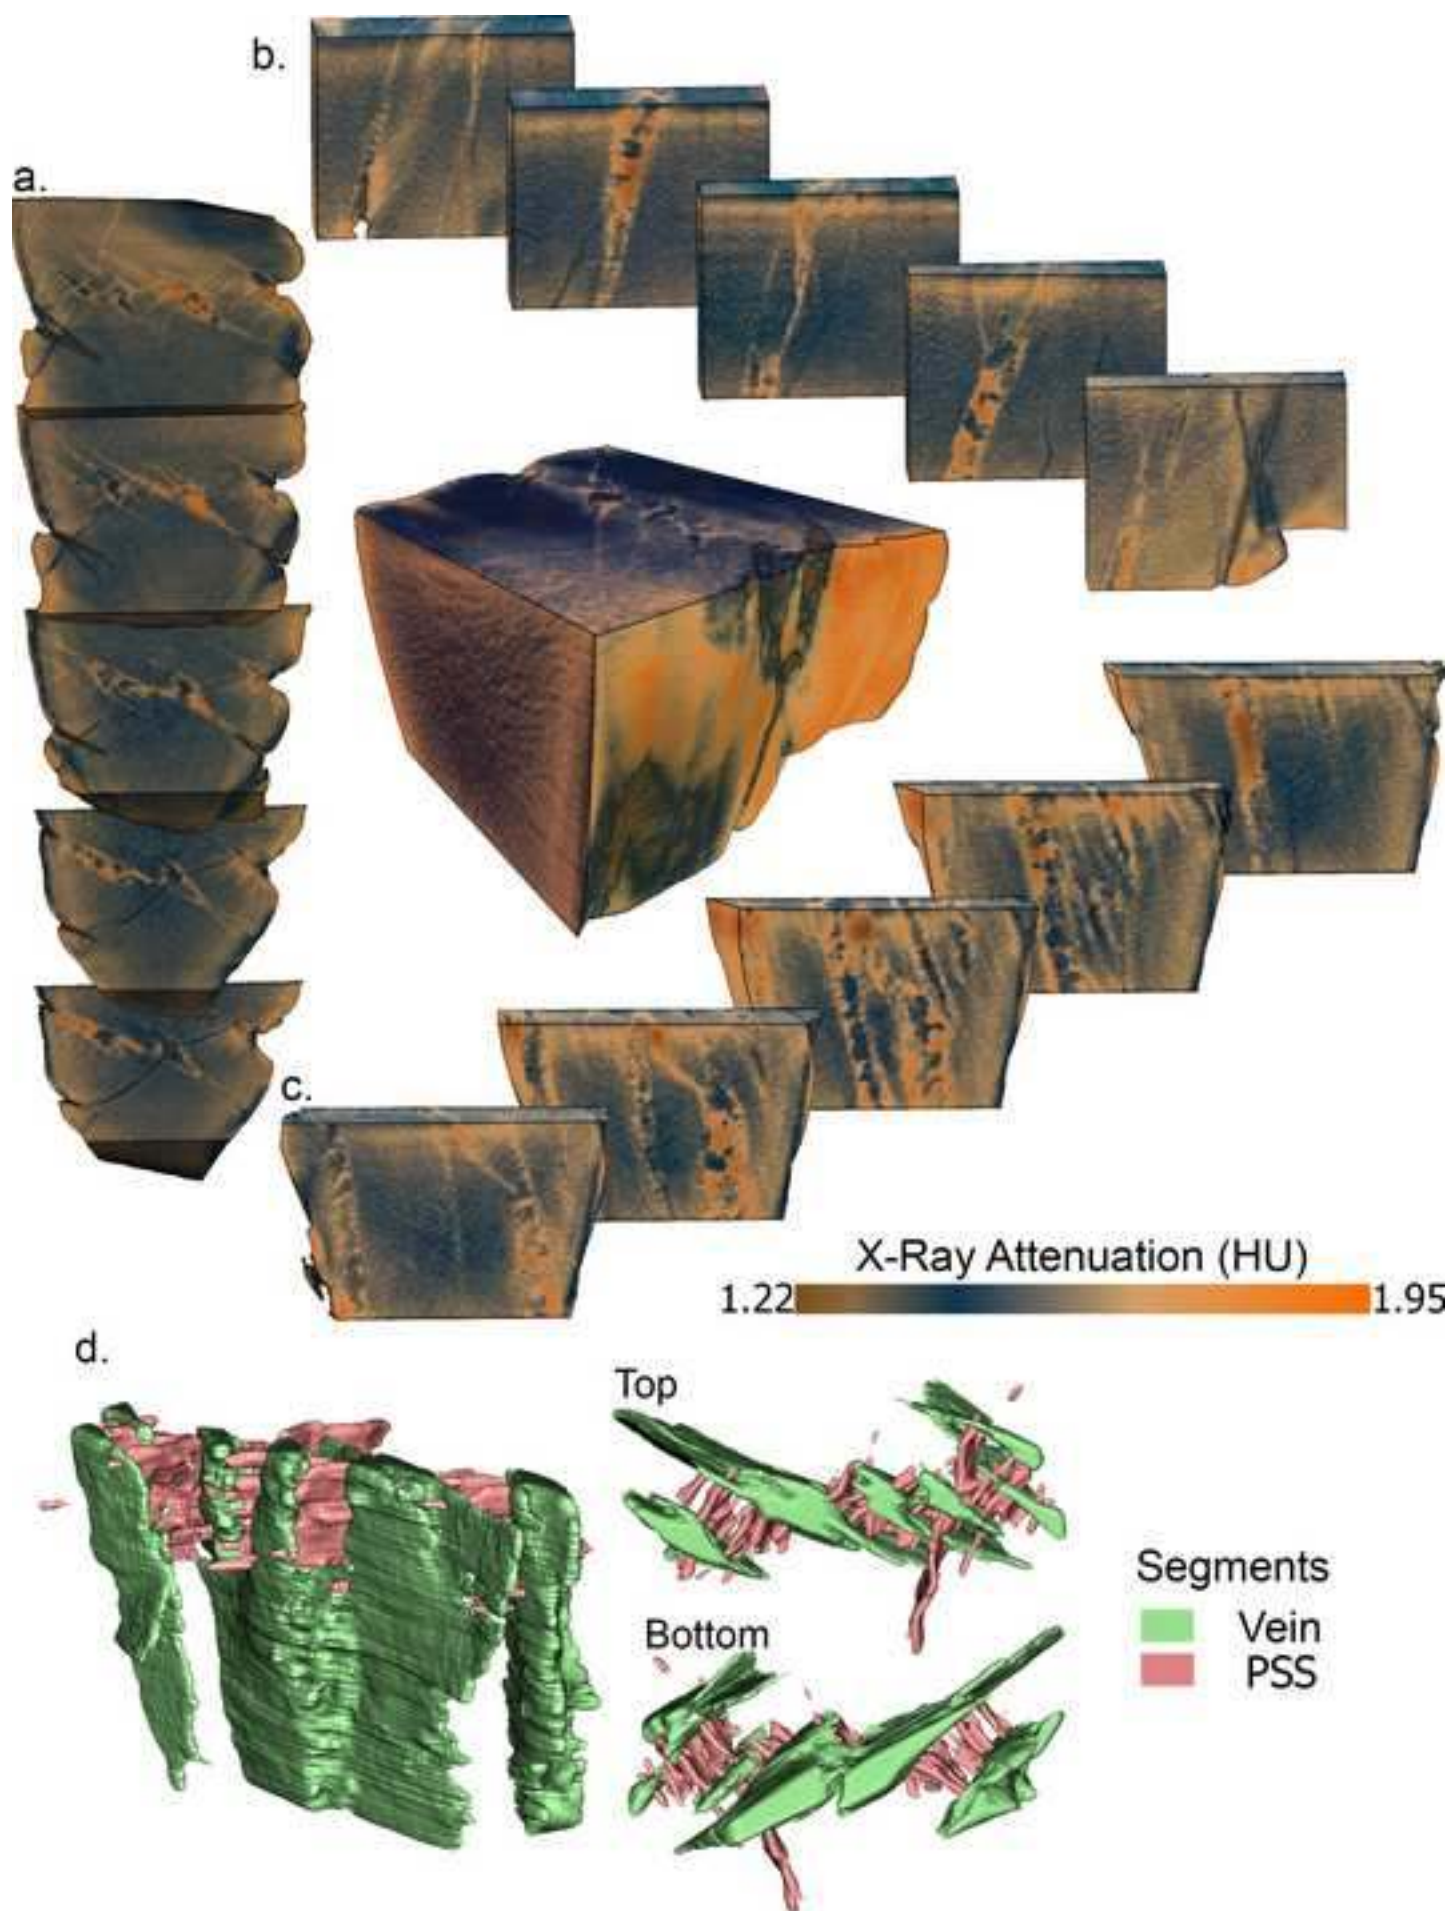 b.
a.
c.
X-Ray Attenuation (HU)
1.22 1.95
d.
Top
Bottom
Segments
Vein
PSS